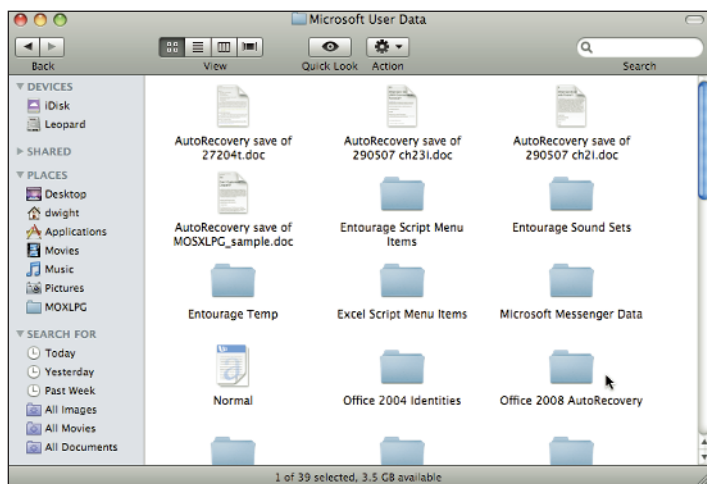 Microsoft User Data
Back
View
Quick Look
Action
Search
DEVICES
iDisk
Leopard
SHARED
PLACES
Desktop
dwight
Applications
Movies
Music
Pictures
MOXLPG
SEARCH FOR
Today
Yesterday
Past Week
All Images
All Movies
All Documents
AutoRecovery save of
27204t.doc
AutoRecovery save of
290507 ch23i.doc
AutoRecovery save of
290507 ch2i.doc
AutoRecovery save of
MOSXLPG_sample.doc
Entourage Script Menu
Items
Entourage Sound Sets
Entourage Temp
Excel Script Menu Items
Microsoft Messenger Data
Normal
Office 2004 Identities
Office 2008 AutoRecovery
1 of 39 selected, 3.5 GB available